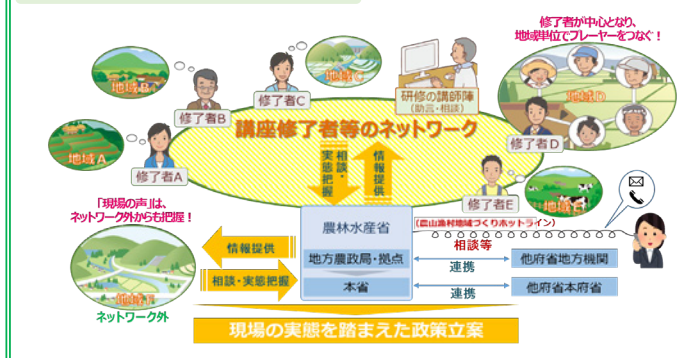 修了者が中心となり、
地域単位でプレーヤーをつなぐ！
地域B
地域C
地域D
修了者B
修了者C
研修の講師陣
（助言・相談）
講座修了者等のネットワーク
地域A
修了者A
修了者D
相談・
実態把握
情報提供
修了者E
地域E
「現場の声」は、
ネットワーク外からも把握！
農林水産省
（農山漁村地域づくりホットライン）
相談等
情報提供
地方農政局・拠点
連携
他府省地方機関
相談・実態把握
本省
連携
他府省本府省
地域F
ネットワーク外
現場の実態を踏まえた政策立案